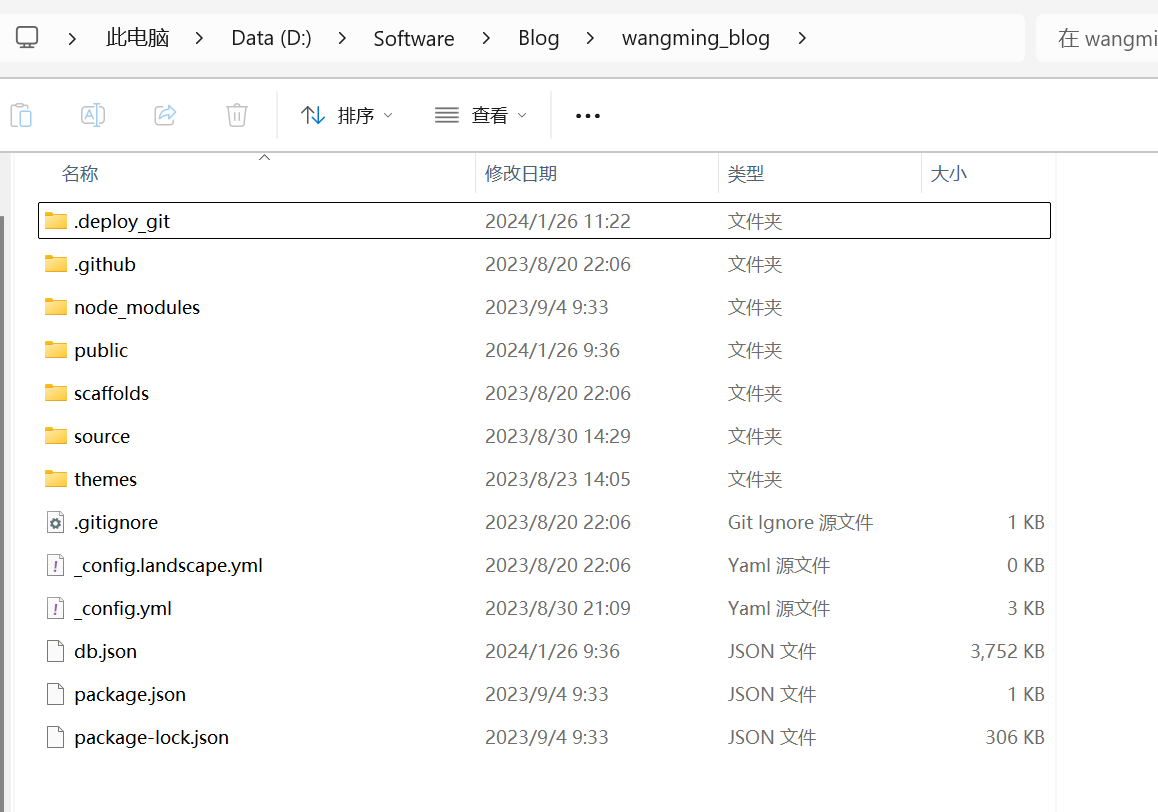 此电脑 Data (D:) Software Blog wangming_blog 在 wangmi
A 排序 查看
名称 修改日期 类型 大小
.deploy_git 2024/1/26 11:22 文件夹
.github 2023/8/20 22:06 文件夹
node_modules 2023/9/4 9:33 文件夹
public 2024/1/26 9:36 文件夹
scaffolds 2023/8/20 22:06 文件夹
source 2023/8/30 14:29 文件夹
themes 2023/8/23 14:05 文件夹
.gitignore 2023/8/20 22:06 Git Ignore 源文件 1 KB
_config.landscape.yml 2023/8/20 22:06 Yaml 源文件 0 KB
_config.yml 2023/8/30 21:09 Yaml 源文件 3 KB
db.json 2024/1/26 9:36 JSON 文件 3,752 KB
package.json 2023/9/4 9:33 JSON 文件 1 KB
package-lock.json 2023/9/4 9:33 JSON 文件 306 KB